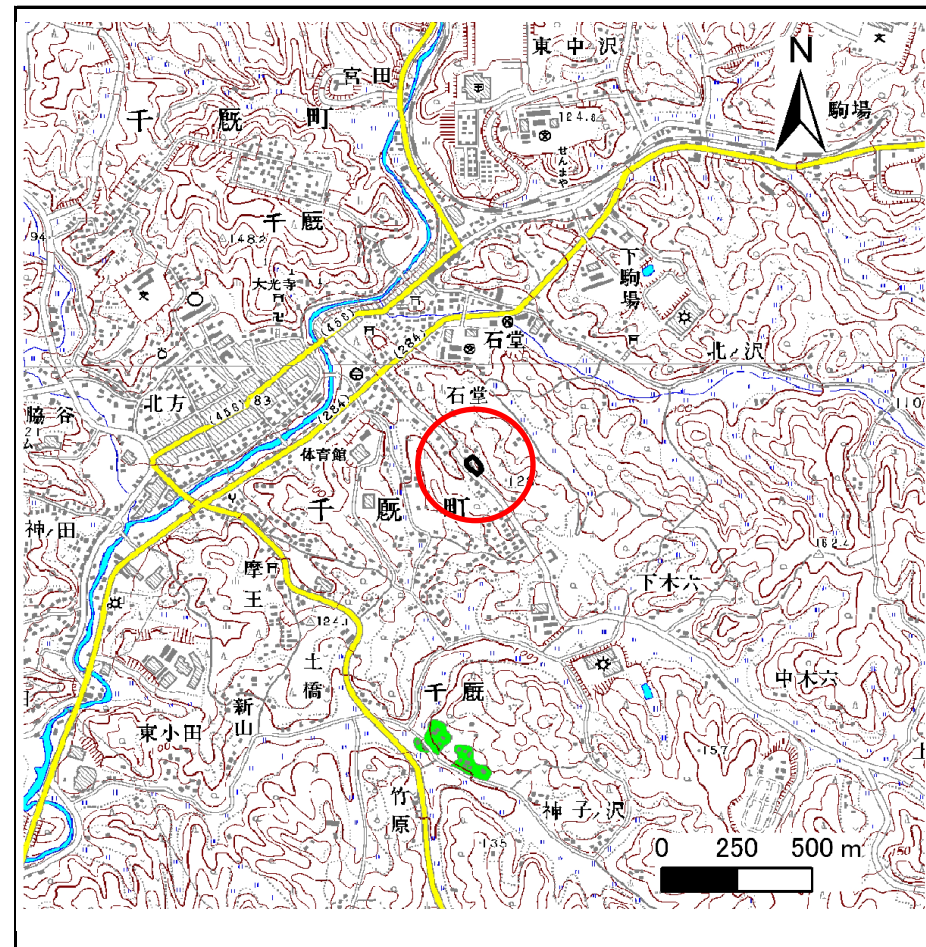 東中沢
N
宮田
千厩町
124.8
駒場
せんまや
94
千厩
148.2
大光寺
下駒場
(456)
(284)
石堂
北ノ沢
石堂
北方
(456)
83
(284)
110
脇谷
21
体育館
12
千厩町
神ノ田
162.4
摩王
下木六
124.1
土橋
中木六
千厩
新山
東小田
157
土
竹原
神子ノ沢
135
0 250 500 m
150